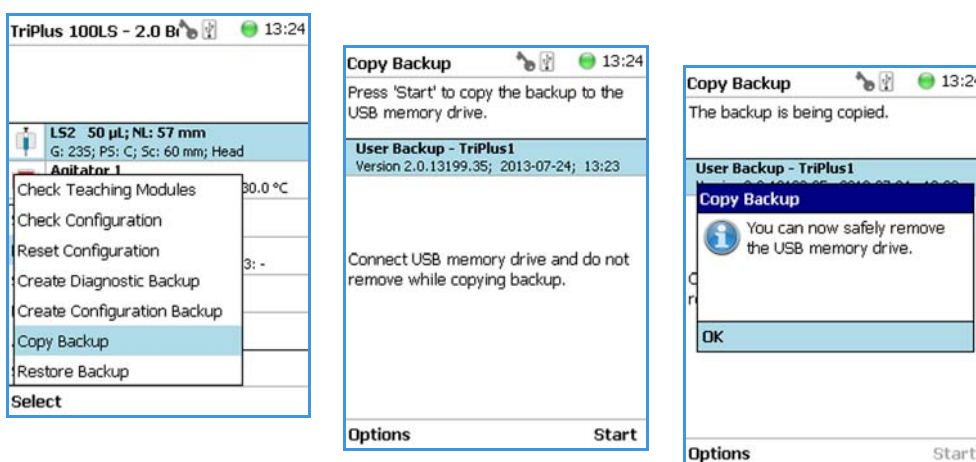 TriPlus 100LS - 2.0 B 13:24
LS2 50 µL; NL: 57 mm
G: 23S; PS: C; Sc: 60 mm; Head
Agitator 1
30.0 °C
Check Teaching Modules
Check Configuration
Reset Configuration
3: -
Create Diagnostic Backup
Create Configuration Backup
Copy Backup
Restore Backup
Select
Copy Backup 13:24
Press 'Start' to copy the backup to the
USB memory drive.
User Backup - TriPlus1
Version 2.0.13199.35; 2013-07-24; 13:23
Connect USB memory drive and do not
remove while copying backup.
Options Start
Copy Backup 13:24
The backup is being copied.
User Backup - TriPlus1
Copy Backup
You can now safely remove
the USB memory drive.
OK
Options Start